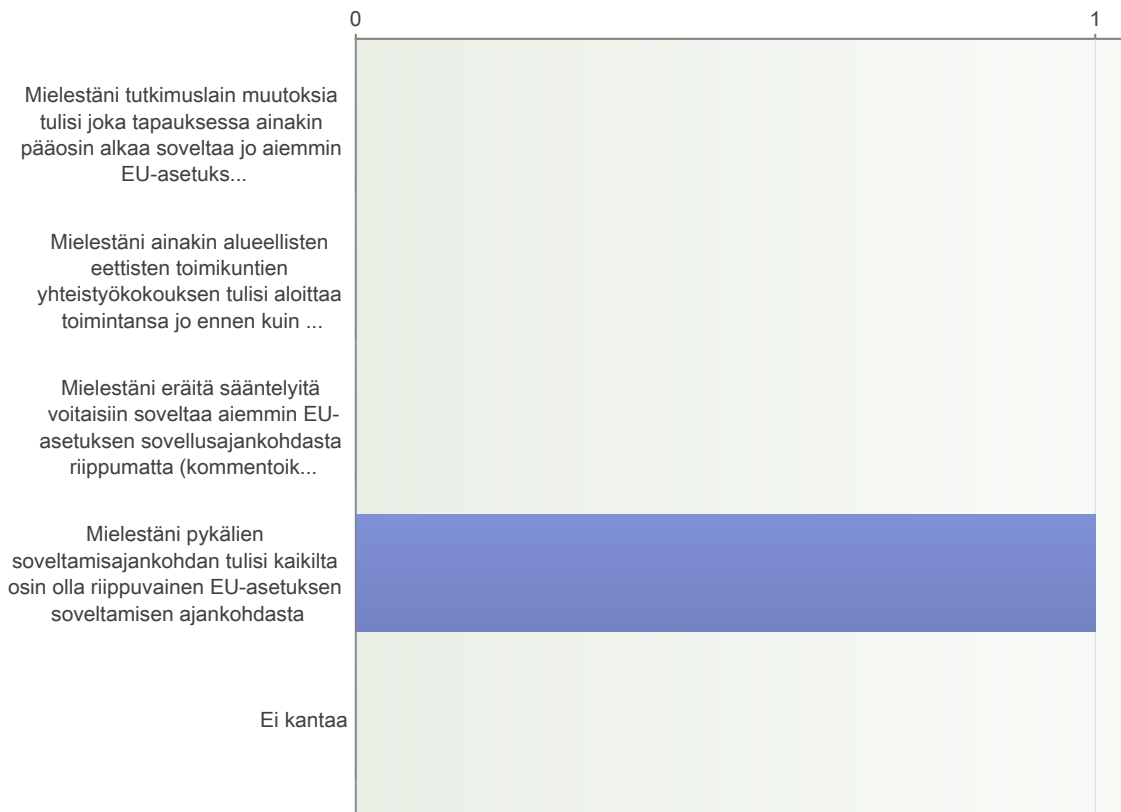 0 1
Mielestäni tutkimuslain muutoksia
tulisi joka tapauksessa ainakin
pääosin alkaa soveltaa jo aiemmin
EU-asetuks...
Mielestäni ainakin alueellisten
eettisten toimikuntien
yhteistyökokouksen tulisi aloittaa
toimintansa jo ennen kuin ...
Mielestäni eräitä sääntelyitä
voitaisiin soveltaa aiemmin EU-
asetuksen sovellusajankohdasta
riippumatta (kommentoik...
Mielestäni pykälien
soveltamisajankohdan tulisi kaikilta
osin olla riippuvainen EU-asetuksen
soveltamisen ajankohdasta
Ei kantaa